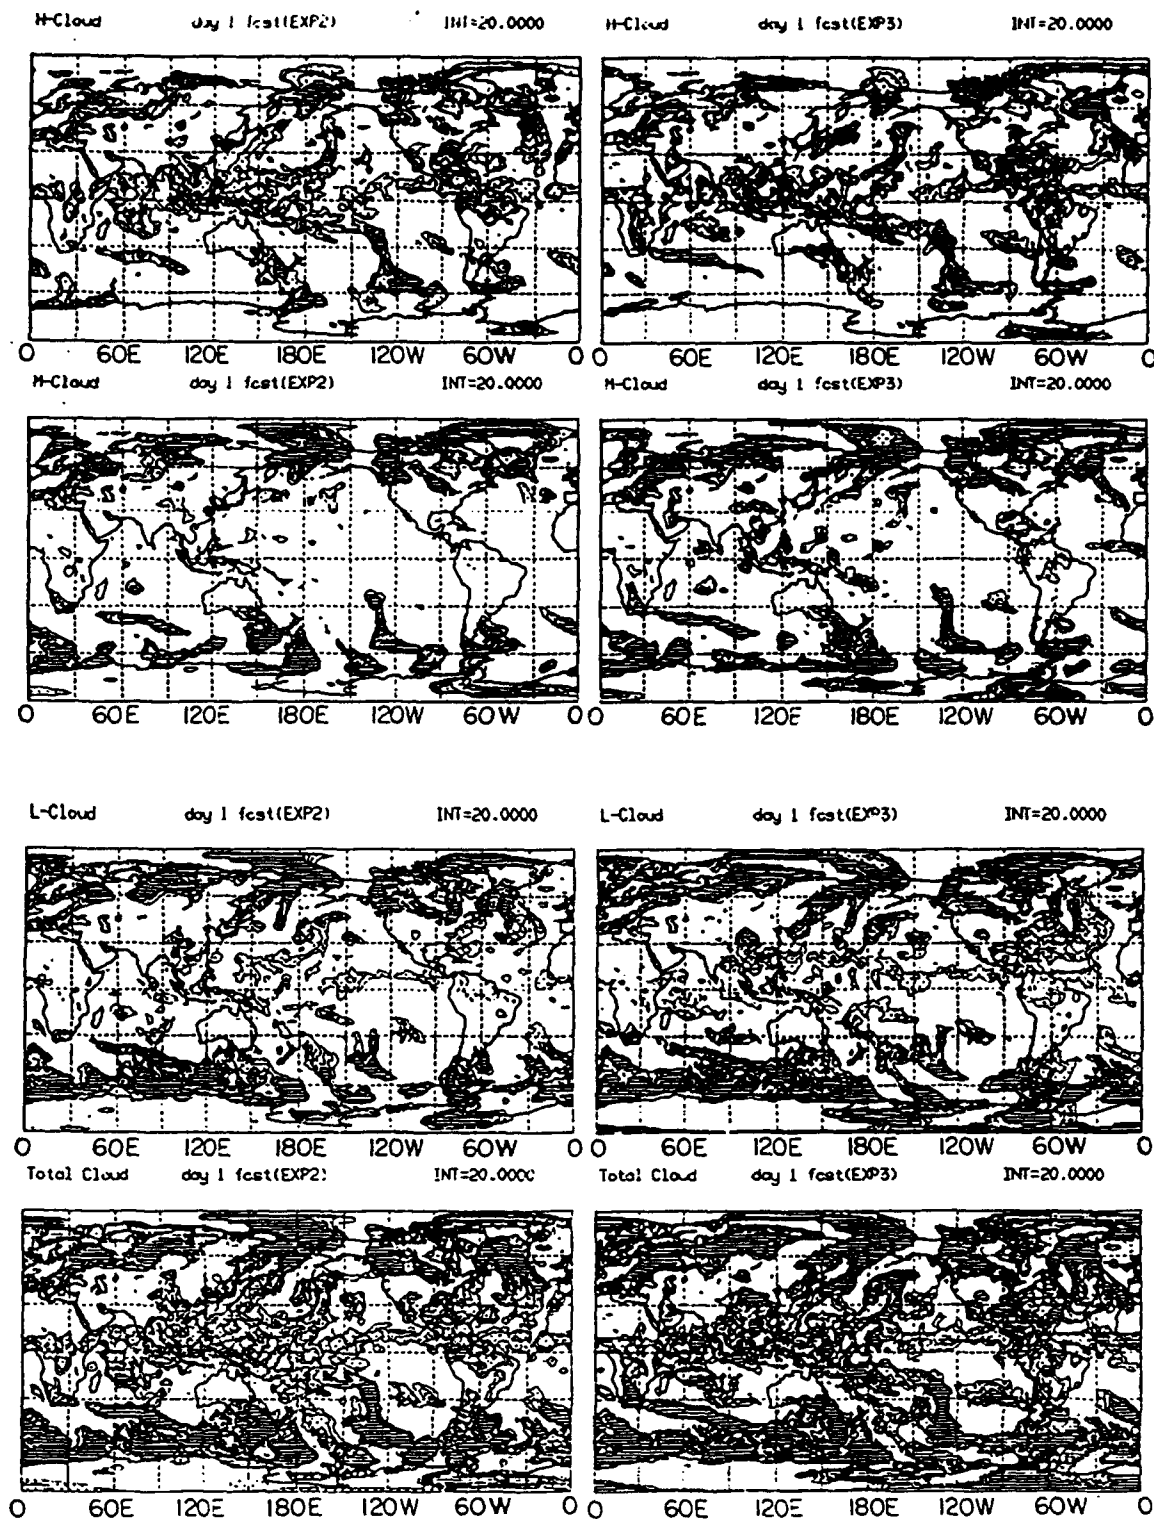 H-Cloud day 1 fcst(EXP2) INT=20.0000 H-Cloud day 1 fcst(EXP3) INT=20.0000
0 60E 120E 180E 120W 60W 0 0 60E 120E 180E 120W 60W 0
M-Cloud day 1 fcst(EXP2) INT=20.0000 M-Cloud day 1 fcst(EXP3) INT=20.0000
0 60E 120E 180E 120W 60W 0 0 60E 120E 180E 120W 60W 0
L-Cloud day 1 fcst(EXP2) INT=20.0000 L-Cloud day 1 fcst(EXP3) INT=20.0000
0 60E 120E 180E 120W 60W 0 0 60E 120E 180E 120W 60W 0
Total Cloud day 1 fcst(EXP2) INT=20.0000 Total Cloud day 1 fcst(EXP3) INT=20.0000
0 60E 120E 180E 120W 60W 0 0 60E 120E 180E 120W 60W 0